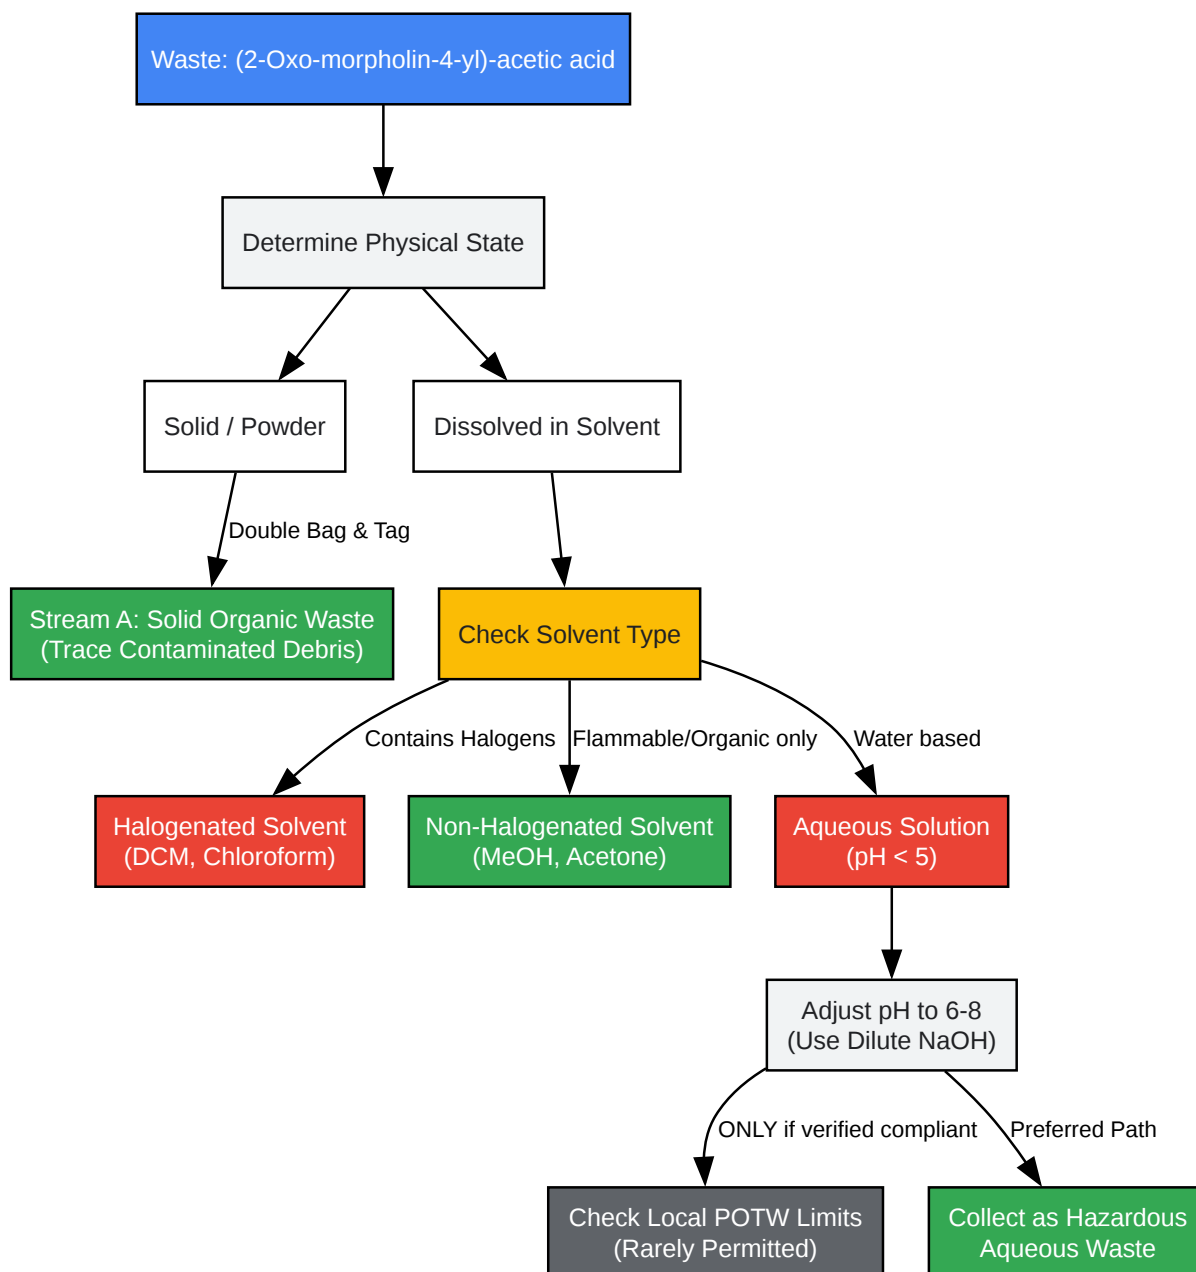 Waste: (2-Oxo-morpholin-4-yl)-acetic acid
Determine Physical State
Solid / Powder
Dissolved in Solvent
Double Bag & Tag
Stream A: Solid Organic Waste
(Trace Contaminated Debris)
Check Solvent Type
Contains Halogens
Flammable/Organic only
Water based
Halogenated Solvent
(DCM, Chloroform)
Non-Halogenated Solvent
(MeOH, Acetone)
Aqueous Solution
(pH < 5)
Adjust pH to 6-8
(Use Dilute NaOH)
ONLY if verified compliant
Preferred Path
Check Local POTW Limits
(Rarely Permitted)
Collect as Hazardous
Aqueous Waste